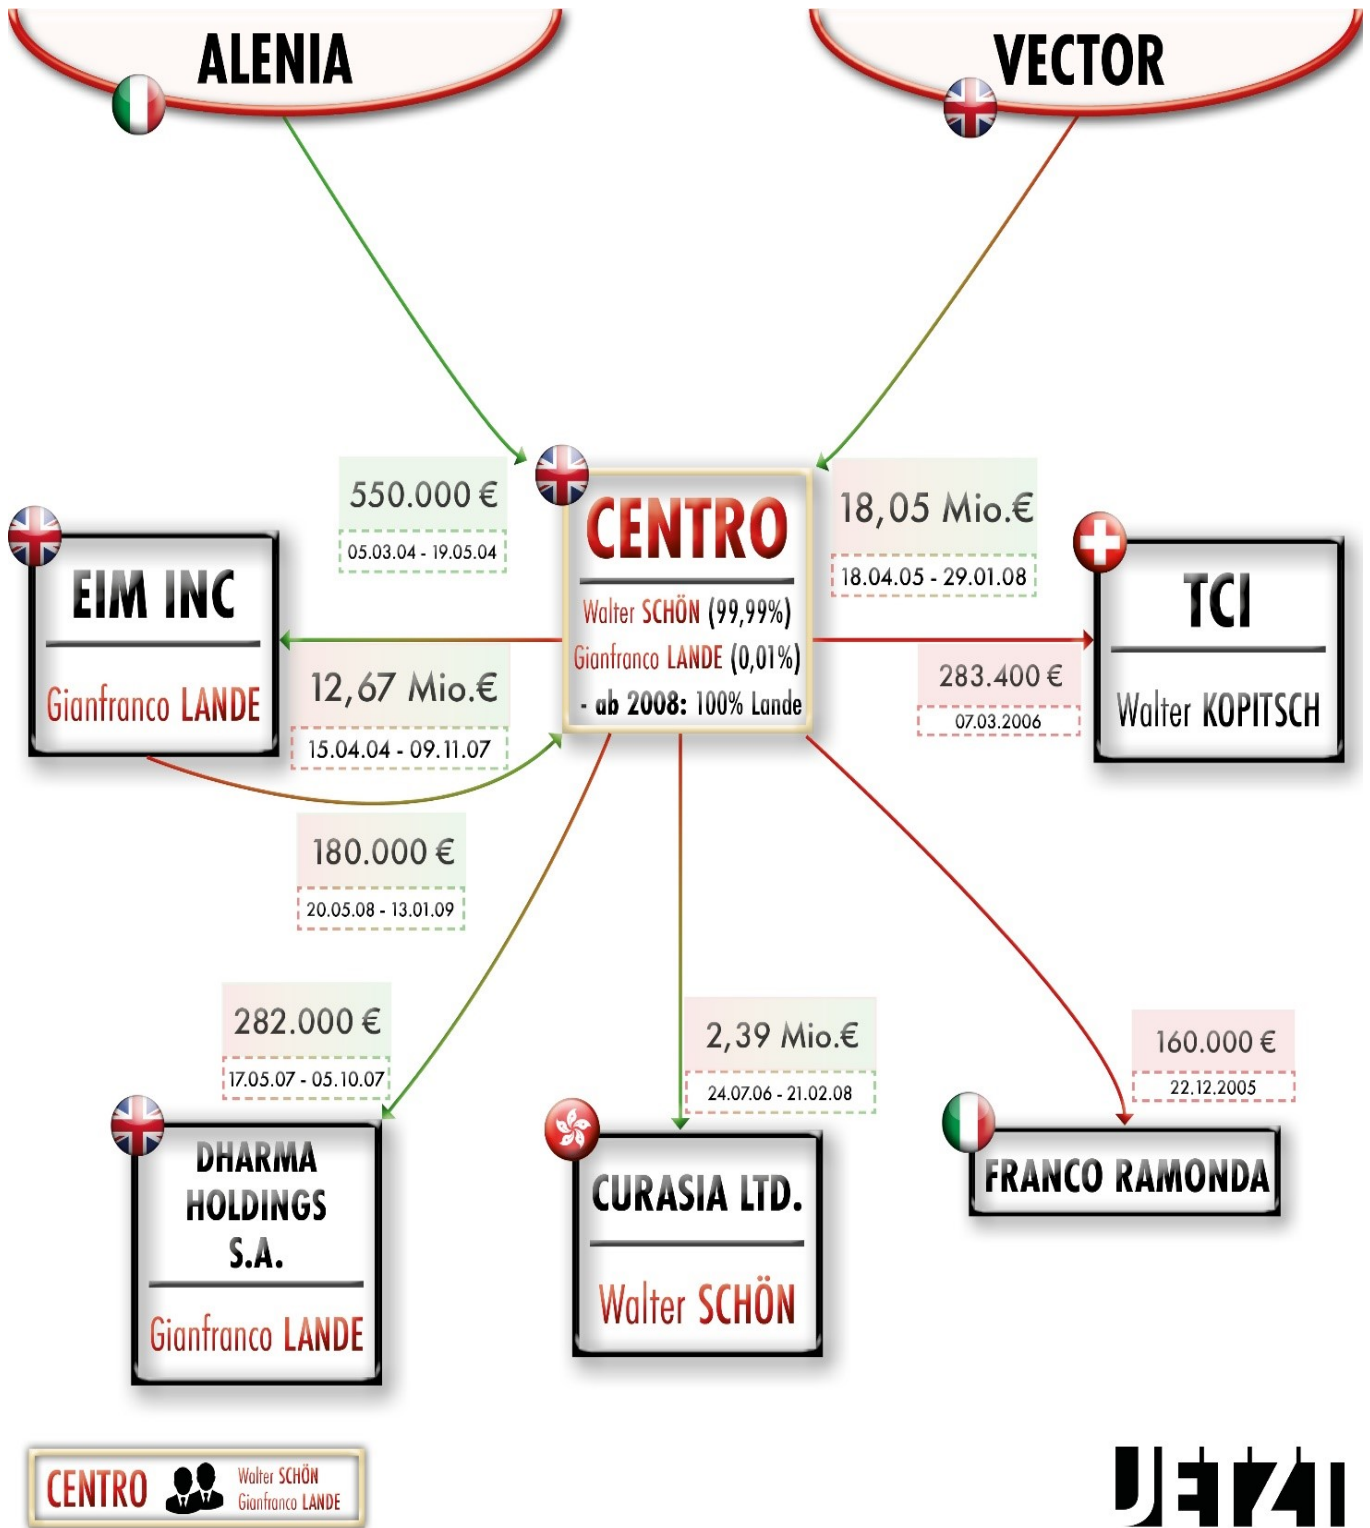 ALENIA
VECTOR
550.000 €
05.03.04 - 19.05.04
18,05 Mio.€
18.04.05 - 29.01.08
CENTRO
Walter SCHÖN (99,99%)
Gianfranco LANDE (0,01%)
- ab 2008: 100% Lande
EIM INC
Gianfranco LANDE
12,67 Mio.€
15.04.04 - 09.11.07
TCI
Walter KOPITSCH
283.400 €
07.03.2006
180.000 €
20.05.08 - 13.01.09
282.000 €
17.05.07 - 05.10.07
2,39 Mio.€
24.07.06 - 21.02.08
160.000 €
22.12.2005
DHARMA
HOLDINGS
S.A.
Gianfranco LANDE
CURASIA LTD.
Walter SCHÖN
FRANCO RAMONDA
CENTRO
Walter SCHÖN
Gianfranco LANDE
JETZT